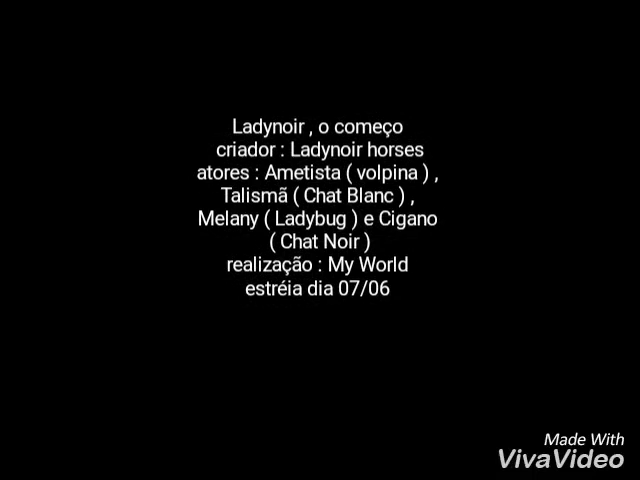 Ladynoir , o começo
criador : Ladynoir horses
atores : Ametista ( volpina ) ,
Talismã ( Chat Blanc ) ,
Melany ( Ladybug ) e Cigano
( Chat Noir )
realização : My World
estréia dia 07/06
Made With
VivaVideo